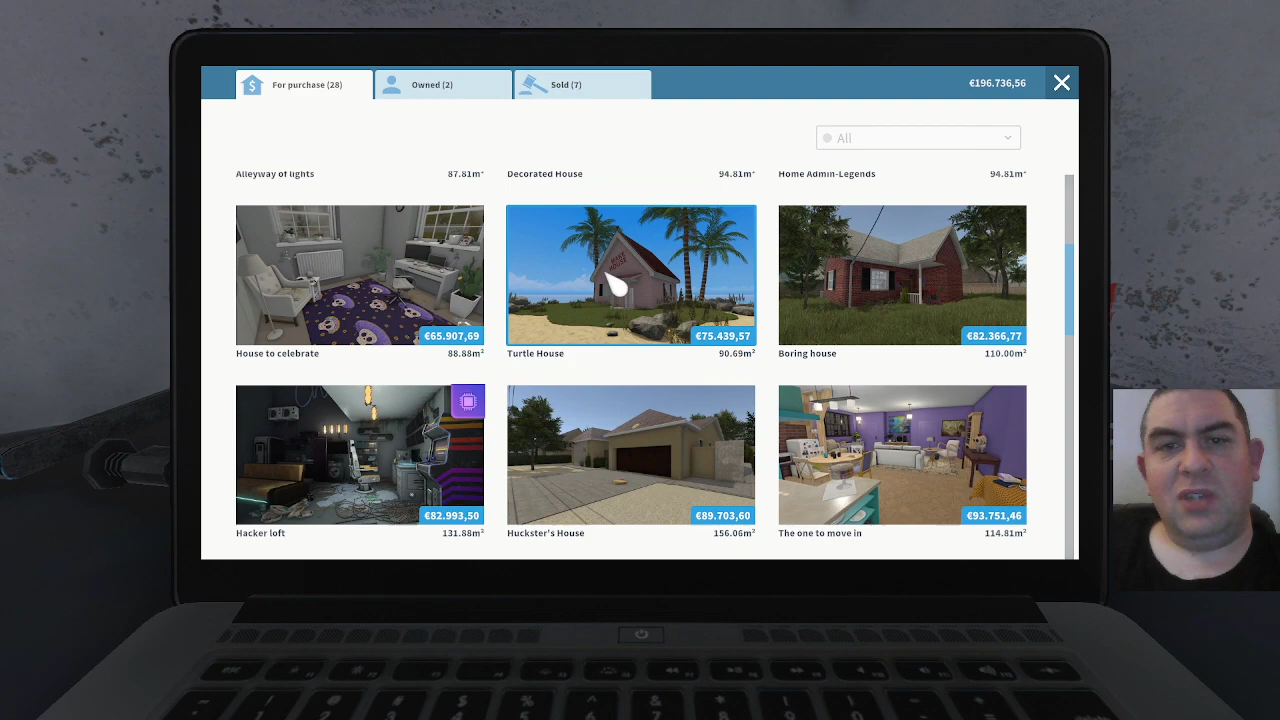 For purchase (28)
Owned (2)
Sold (7)
€196.736,56
All
Alleyway of lights 87.81m²
Decorated House 94.81m²
Home Admin-Legends 94.81m²
€65.907,69
€75.439,57
€82.366,77
House to celebrate 88.88m²
Turtle House 90.69m²
Boring house 110.00m²
€82.993,50
€89.703,60
€93.751,46
Hacker loft 131.88m²
Huckster's House 156.06m²
The one to move in 114.81m²